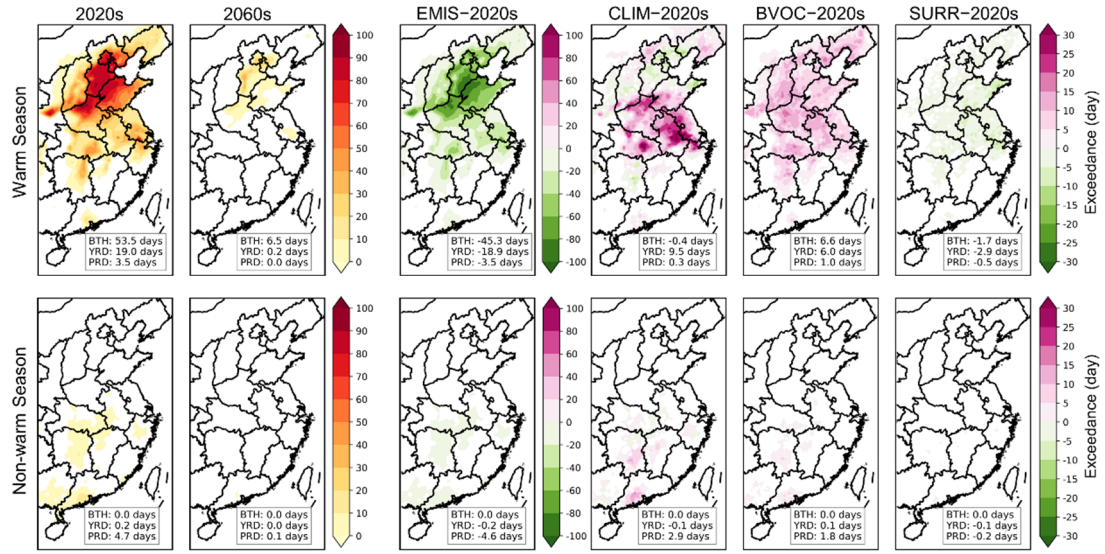 2020s 2060s EMIS−2020s CLIM−2020s BVOC−2020s SURR−2020s
Warm Season
BTH: 53.5 days
YRD: 19.0 days
PRD: 3.5 days
BTH: 6.5 days
YRD: 0.2 days
PRD: 0.0 days
100
90
80
70
60
50
40
30
20
10
0
BTH: -45.3 days
YRD: -18.9 days
PRD: -3.5 days
100
80
60
40
20
0
-20
-40
-60
-80
-100
BTH: -0.4 days
YRD: 9.5 days
PRD: 0.3 days
BTH: 6.6 days
YRD: 6.0 days
PRD: 1.0 days
BTH: -1.7 days
YRD: -2.9 days
PRD: -0.5 days
30
25
20
15
10
5
0
-5
-10
-15
-20
-25
-30
Exceedance (day)
Non-warm Season
BTH: 0.0 days
YRD: 0.2 days
PRD: 4.7 days
BTH: 0.0 days
YRD: 0.0 days
PRD: 0.1 days
100
90
80
70
60
50
40
30
20
10
0
BTH: 0.0 days
YRD: -0.2 days
PRD: -4.6 days
100
80
60
40
20
0
-20
-40
-60
-80
-100
BTH: 0.0 days
YRD: -0.1 days
PRD: 2.9 days
BTH: 0.0 days
YRD: 0.1 days
PRD: 1.8 days
BTH: 0.0 days
YRD: -0.1 days
PRD: -0.2 days
30
25
20
15
10
5
0
-5
-10
-15
-20
-25
-30
Exceedance (day)